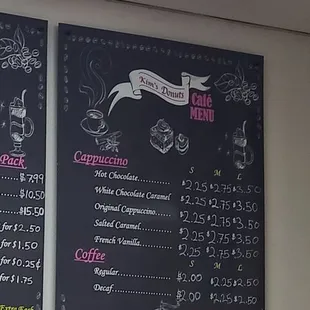 Pack
$7.99
$10.50
$15.50
for $2.50
for $1.50
for $0.25¢
for $1.75
Kim's Donuts
Café
MENU
Cappuccino S M L
Hot Chocolate $2.25 $2.75 $3.50
White Chocolate Caramel $2.25 $2.75 $3.50
Original Cappuccino $2.25 $2.75 $3.50
Salted Caramel $2.25 $2.75 $3.50
French Vanilla $2.25 $2.75 $3.50
Coffee S M L
Regular $2.00 $2.25 $2.50
Decaf $2.00 $2.25 $2.50